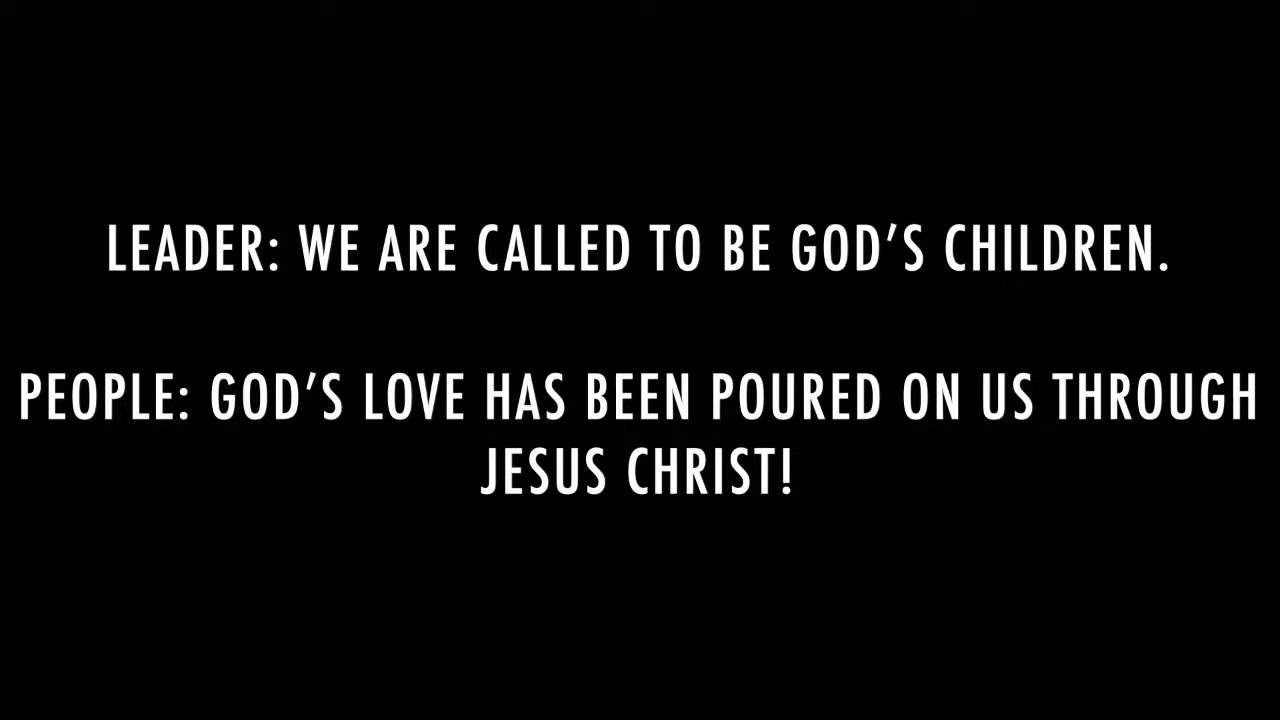 LEADER: WE ARE CALLED TO BE GOD’S CHILDREN.
PEOPLE: GOD’S LOVE HAS BEEN POURED ON US THROUGH
JESUS CHRIST!